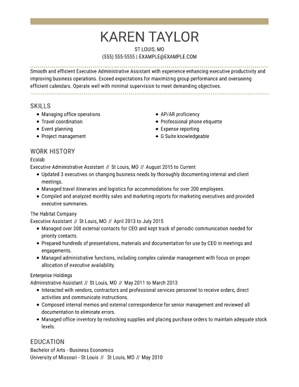 KAREN TAYLOR
ST LOUIS, MO
(555) 555-5555 | EXAMPLE@EXAMPLE.COM
Smooth and efficient Executive Administrative Assistant with experience enhancing executive productivity and
improving business operations. Exceed expectations for maximizing group performance and overseeing
efficient calendars. Operate well with minimal supervision to meet demanding objectives.
SKILLS
• Managing office operations
• Travel coordination
• Event planning
• Project management
• AP/AR proficiency
• Professional phone etiquette
• Expense reporting
• G Suite knowledgeable
WORK HISTORY
Ecolab
Executive Administrative Assistant // St Louis, MO // August 2015 to Current
• Updated 3 executives on changing business needs by thoroughly documenting internal and client
meetings.
• Managed travel itineraries and logistics for accommodations for over 200 employees.
• Compiled and analyzed monthly sales and marketing reports for marketing executives and provided
executive summaries.
The Habitat Company
Executive Assistant // St Louis, MO // April 2013 to July 2015
• Managed over 300 external contacts for CEO and kept track of periodic communication needed for
priority contacts.
• Prepared hundreds of presentations, materials and documentation for use by CEO in meetings and
engagements.
• Managed administrative functions, including complex calendar management with focus on proper
allocation of executive availability.
Enterprise Holdings
Administrative Assistant // St Louis, MO // May 2011 to March 2013
• Interacted with vendors, contractors and professional services personnel to receive orders, direct
activities and communicate instructions.
• Composed internal memos and external correspondence for senior management and reviewed all
documentation to eliminate errors.
• Managed office inventory by restocking supplies and placing purchase orders to maintain adequate stock
levels.
EDUCATION
Bachelor of Arts - Business Economics
University of Missouri - St Louis // St Louis, MO // May 2010